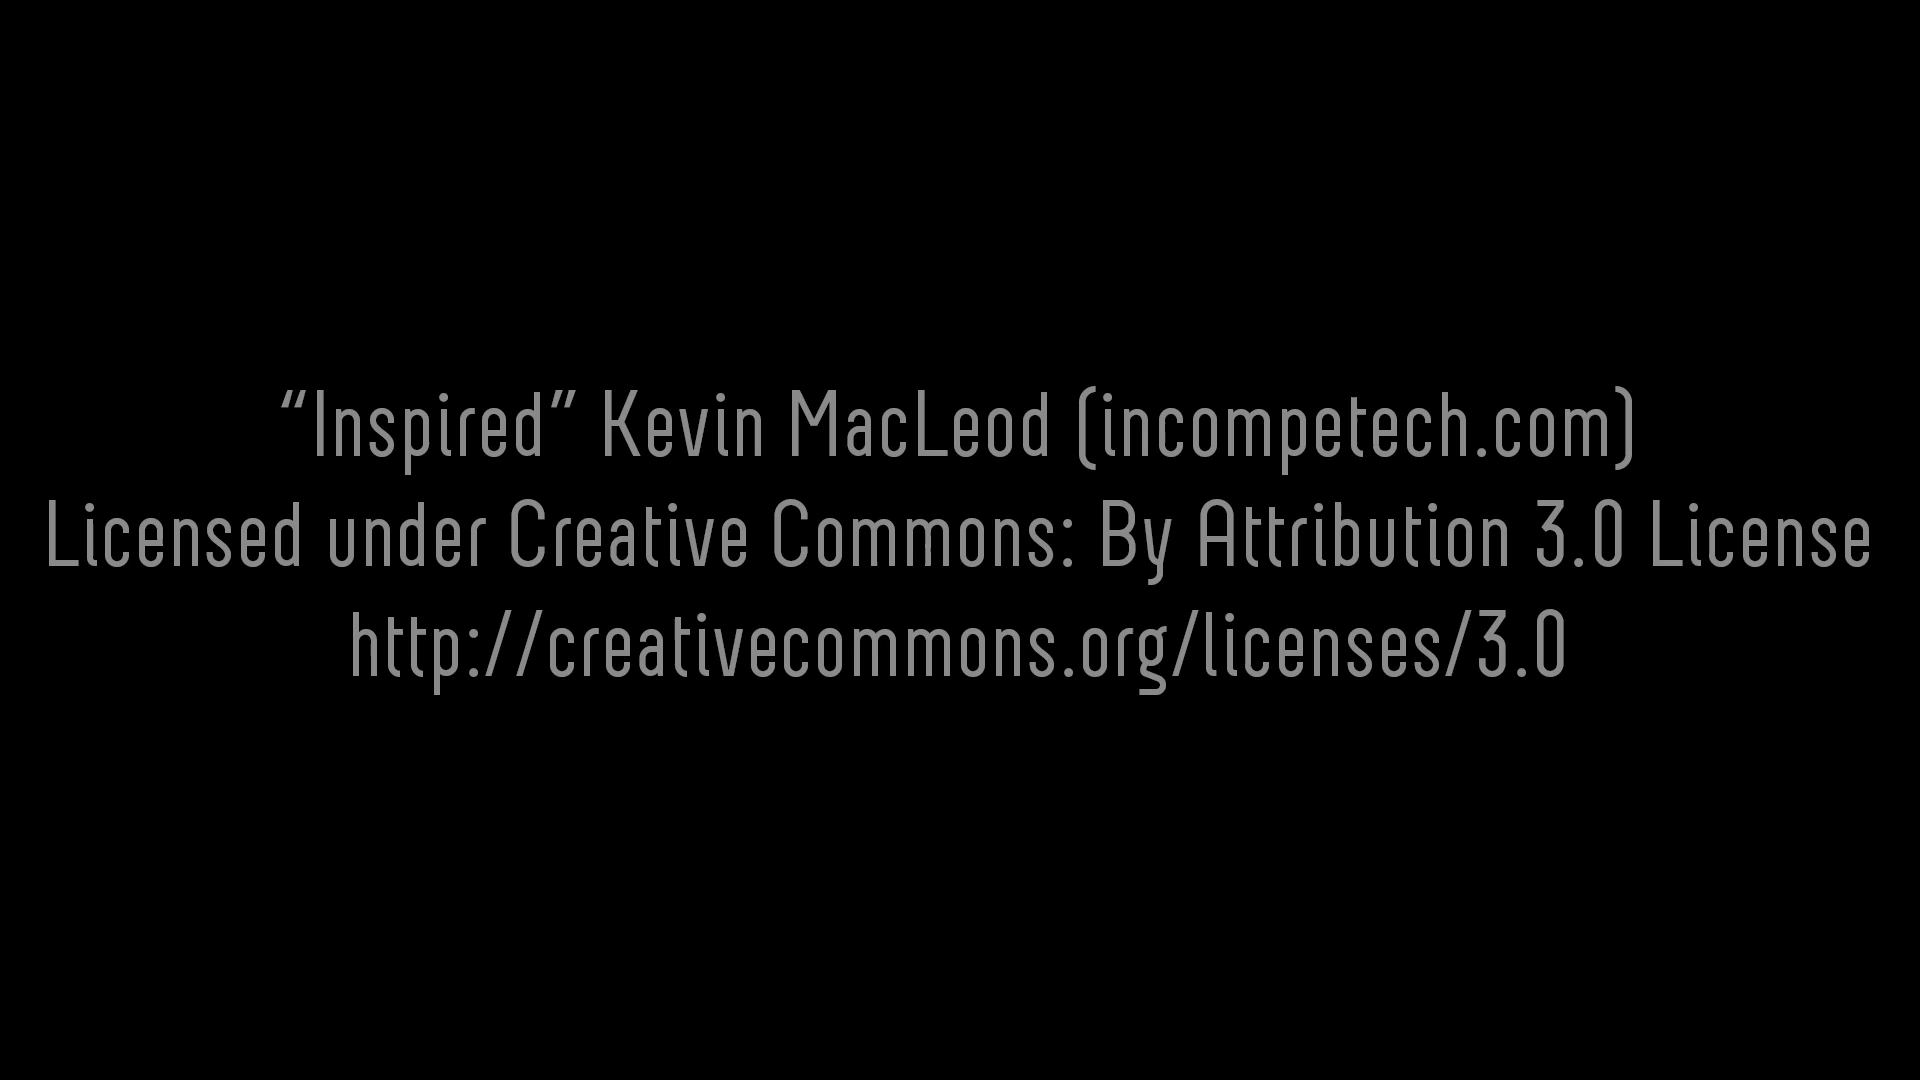 “Inspired” Kevin MacLeod (incompetech.com)
Licensed under Creative Commons: By Attribution 3.0 License
http://creativecommons.org/licenses/3.0